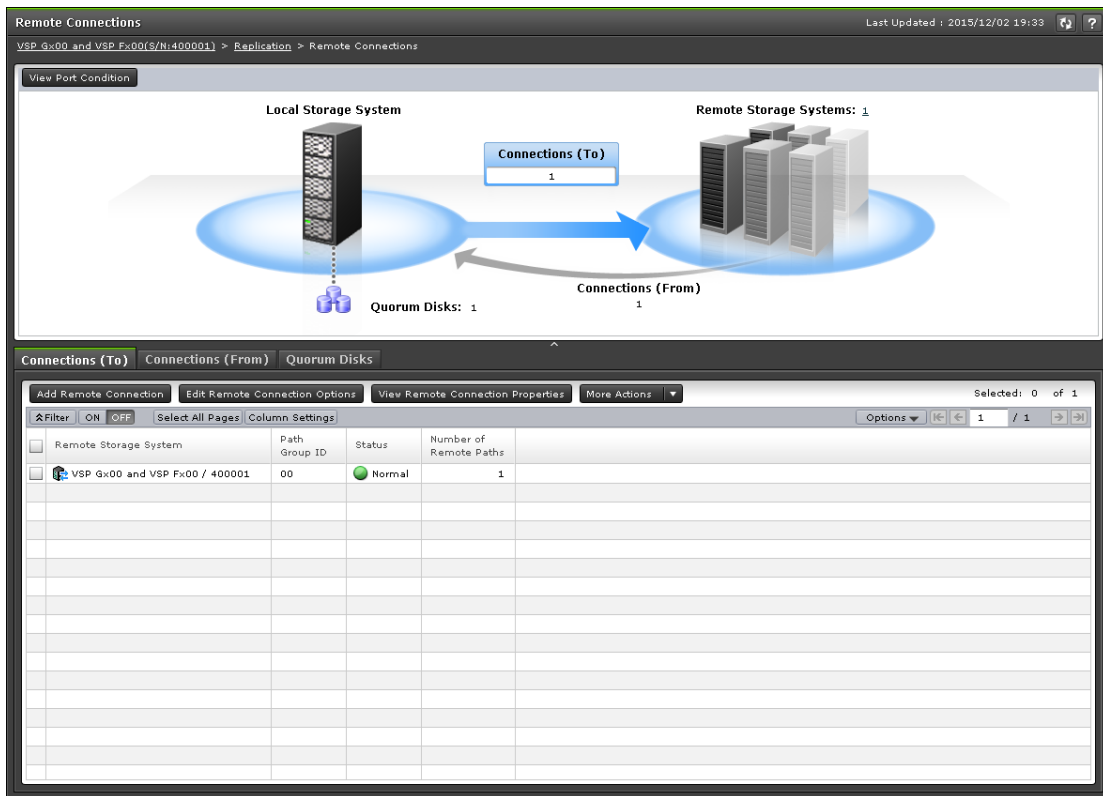 Remote Connections
Last Updated : 2015/12/02 19:33
?
VSP Gx00 and VSP Fx00(S/N:400001) > Replication > Remote Connections
View Port Condition
Local Storage System
Remote Storage Systems: 1
Connections (To)
1
Quorum Disks: 1
Connections (From)
1
Connections (To) Connections (From) Quorum Disks
Add Remote Connection Edit Remote Connection Options View Remote Connection Properties More Actions Selected: 0 of 1
Filter ON OFF Select All Pages Column Settings Options 1 / 1
Remote Storage System Path Group ID Status Number of Remote Paths
VSP Gx00 and VSP Fx00 / 400001 00 Normal 1